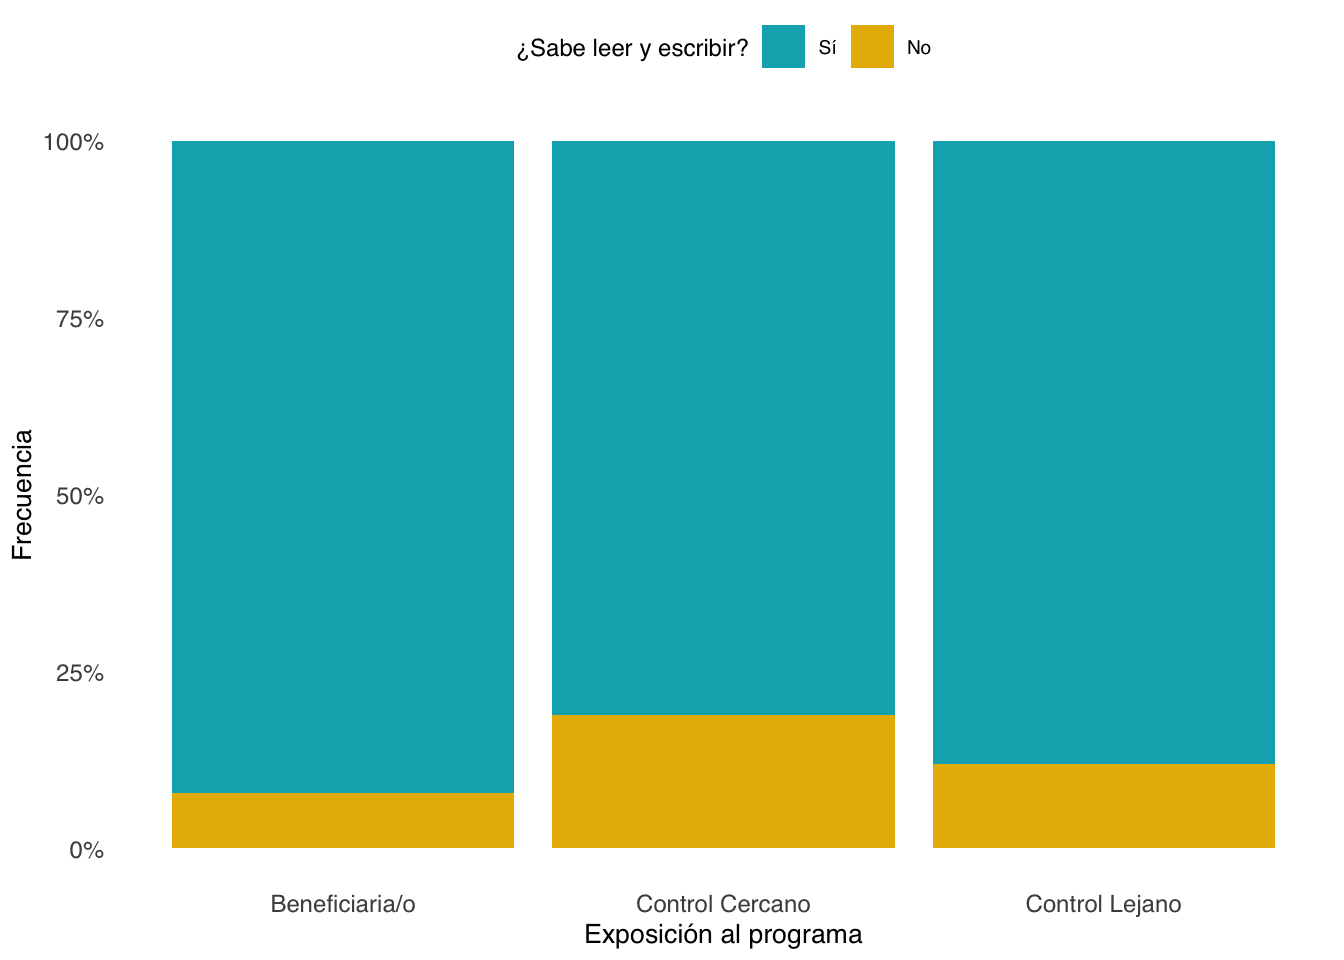 ¿Sabe leer y escribir? Sí No
100%
75%
50%
25%
0%
Frecuencia
Beneficiaria/o Control Cercano Control Lejano
Exposición al programa